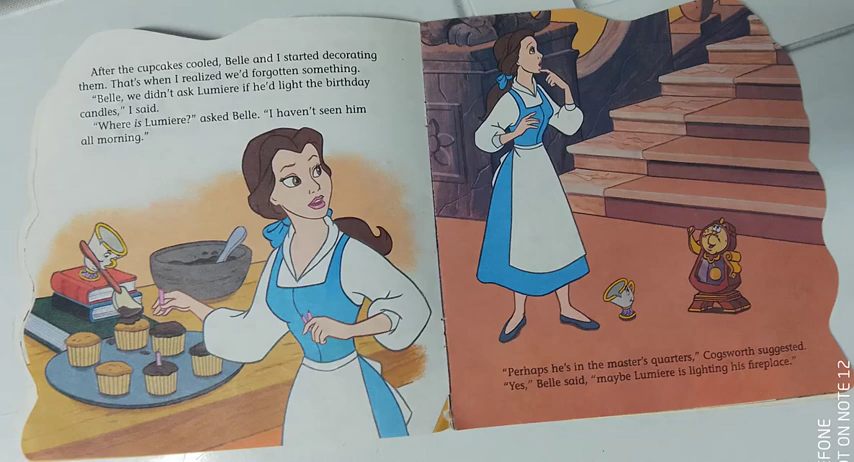 After the cupcakes cooled, Belle and I started decorating
them. That's when I realized we'd forgotten something.
"Belle, we didn't ask Lumiere if he'd light the birthday
candles," I said.
"Where is Lumiere?" asked Belle. "I haven't seen him
all morning."
"Perhaps he's in the master's quarters," Cogsworth suggested.
"Yes," Belle said, "maybe Lumiere is lighting his fireplace."
NOTE 12